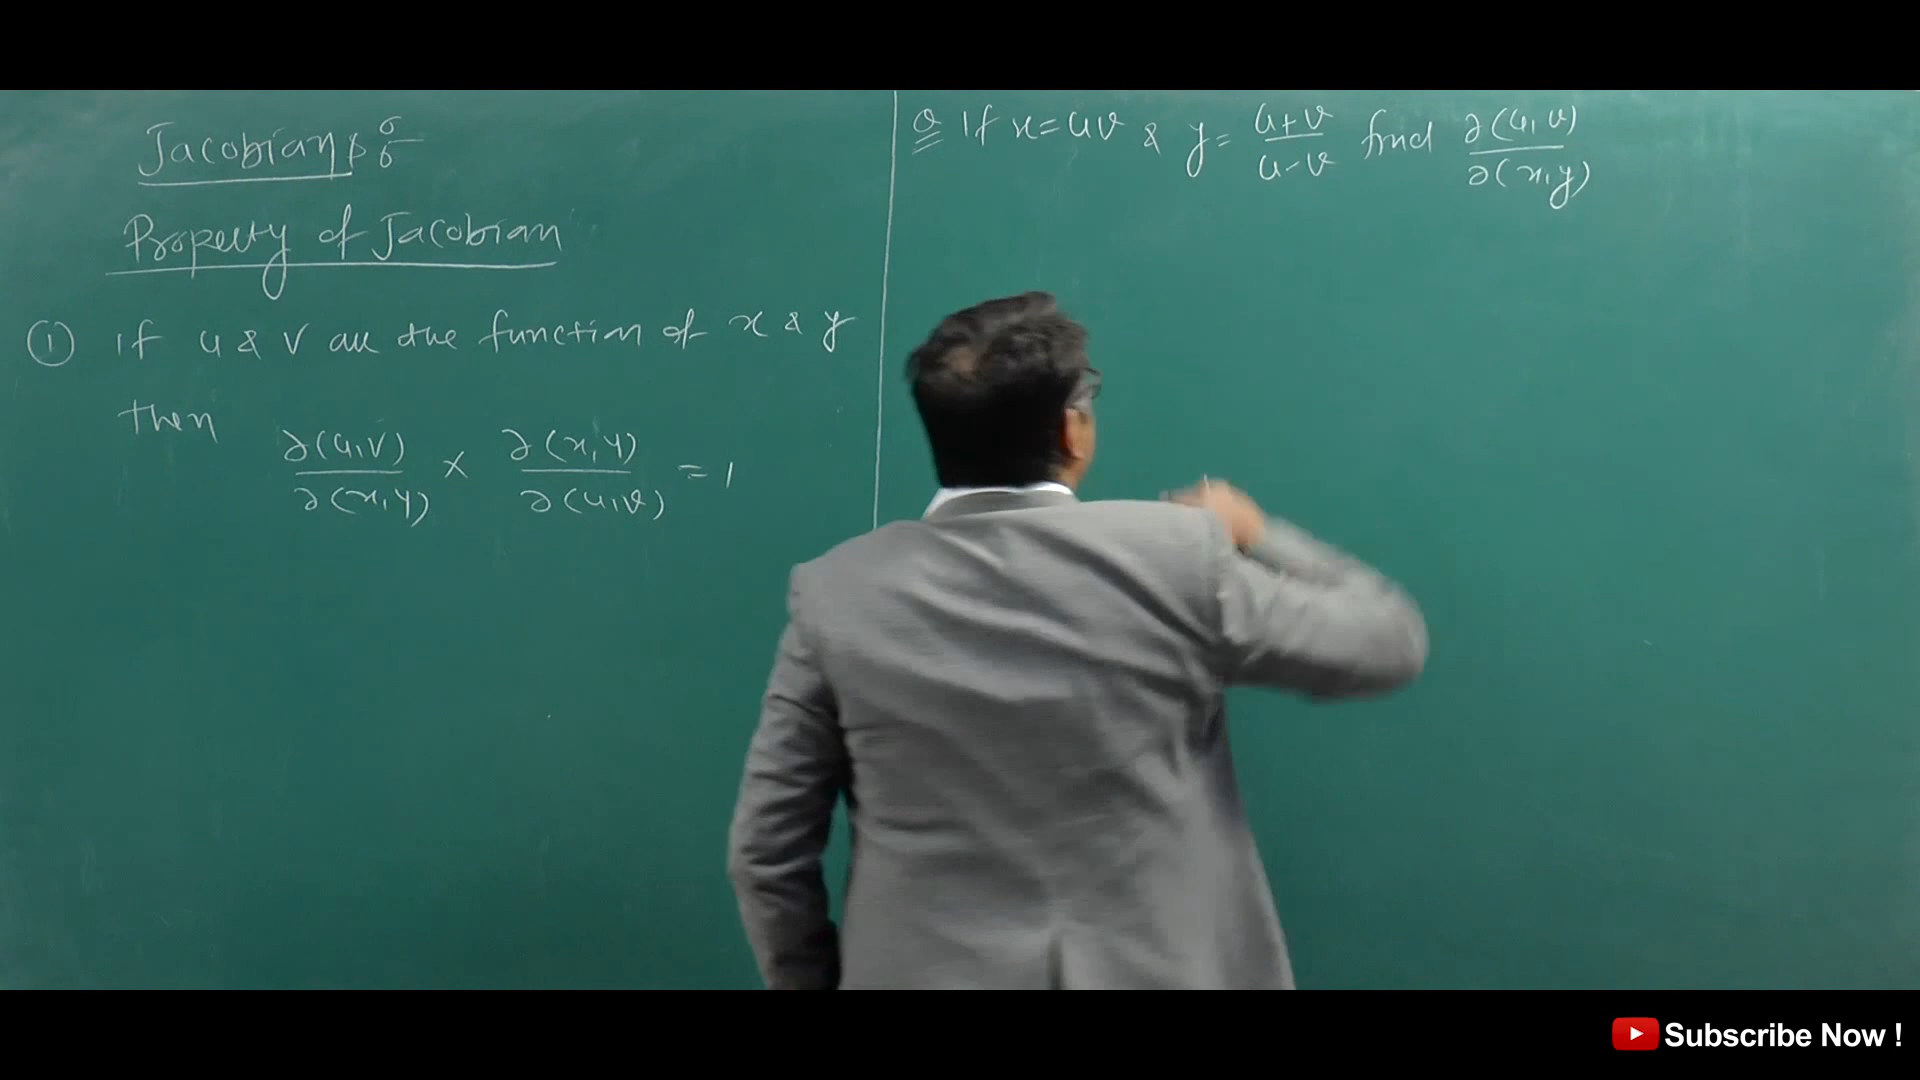 Jacobian
Property of Jacobian
① If u & v are the function of x & y
then
∂(u,v)/∂(x,y) × ∂(x,y)/∂(u,v) = 1
Q If x = uv & y = u+v/u-v find ∂(u,v)/∂(x,y)
Subscribe Now !